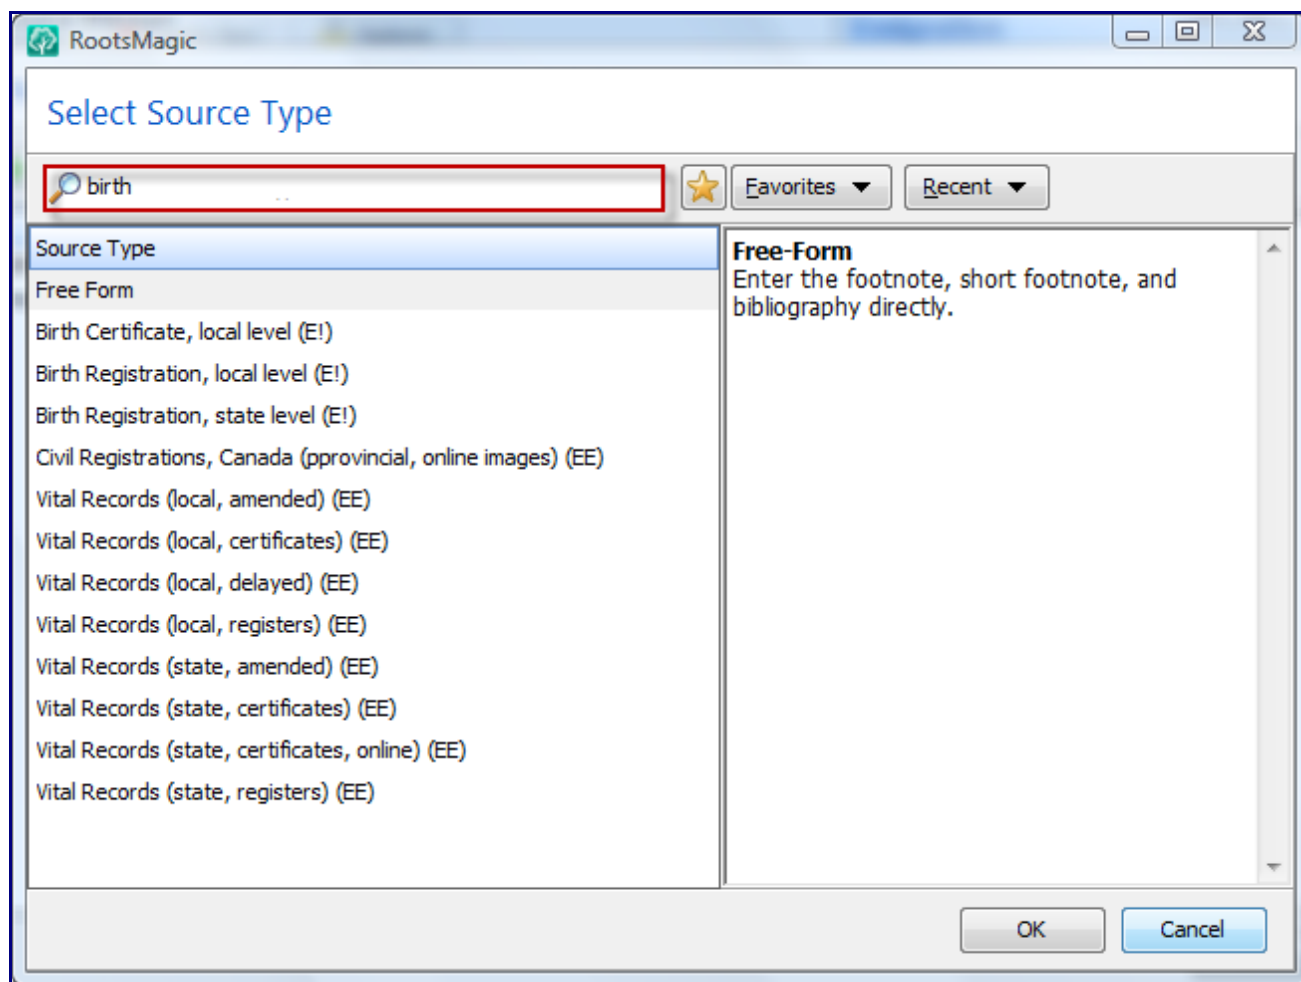 RootsMagic
Select Source Type
birth
Favorites
Recent
Source Type
Free Form
Birth Certificate, local level (E!)
Birth Registration, local level (E!)
Birth Registration, state level (E!)
Civil Registrations, Canada (pprovincial, online images) (EE)
Vital Records (local, amended) (EE)
Vital Records (local, certificates) (EE)
Vital Records (local, delayed) (EE)
Vital Records (local, registers) (EE)
Vital Records (state, amended) (EE)
Vital Records (state, certificates) (EE)
Vital Records (state, certificates, online) (EE)
Vital Records (state, registers) (EE)
Free-Form
Enter the footnote, short footnote, and
bibliography directly.
OK
Cancel